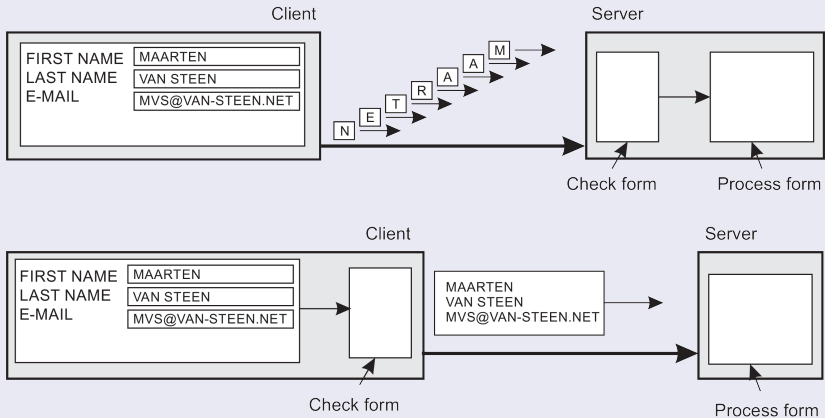 Client
Server
FIRST NAME MAARTEN
LAST NAME VAN STEEN
E-MAIL MVS@VAN-STEEN.NET
M
A
A
R
T
E
N
Check form
Process form
Client
Server
FIRST NAME MAARTEN
LAST NAME VAN STEEN
E-MAIL MVS@VAN-STEEN.NET
MAARTEN
VAN STEEN
MVS@VAN-STEEN.NET
Check form
Process form